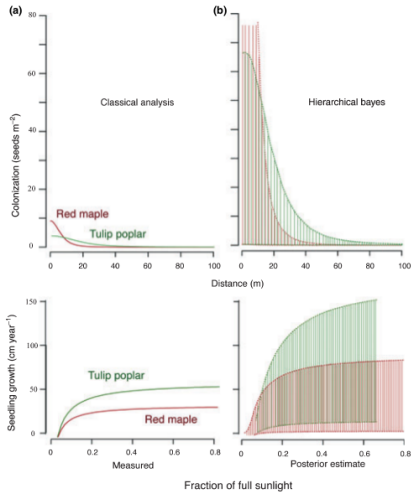 (a)
(b)
80
60
40
20
0
Colonization (seeds m⁻²)
Classical analysis
Hierarchical bayes
Red maple
Tulip poplar
0 20 40 60 80 100
0 20 40 60 80 100
Distance (m)
150
100
50
0
Seedling growth (cm year⁻¹)
Tulip poplar
Red maple
0 0.2 0.4 0.6 0.8
0.2 0.4 0.6 0.8
Measured
Posterior estimate
Fraction of full sunlight